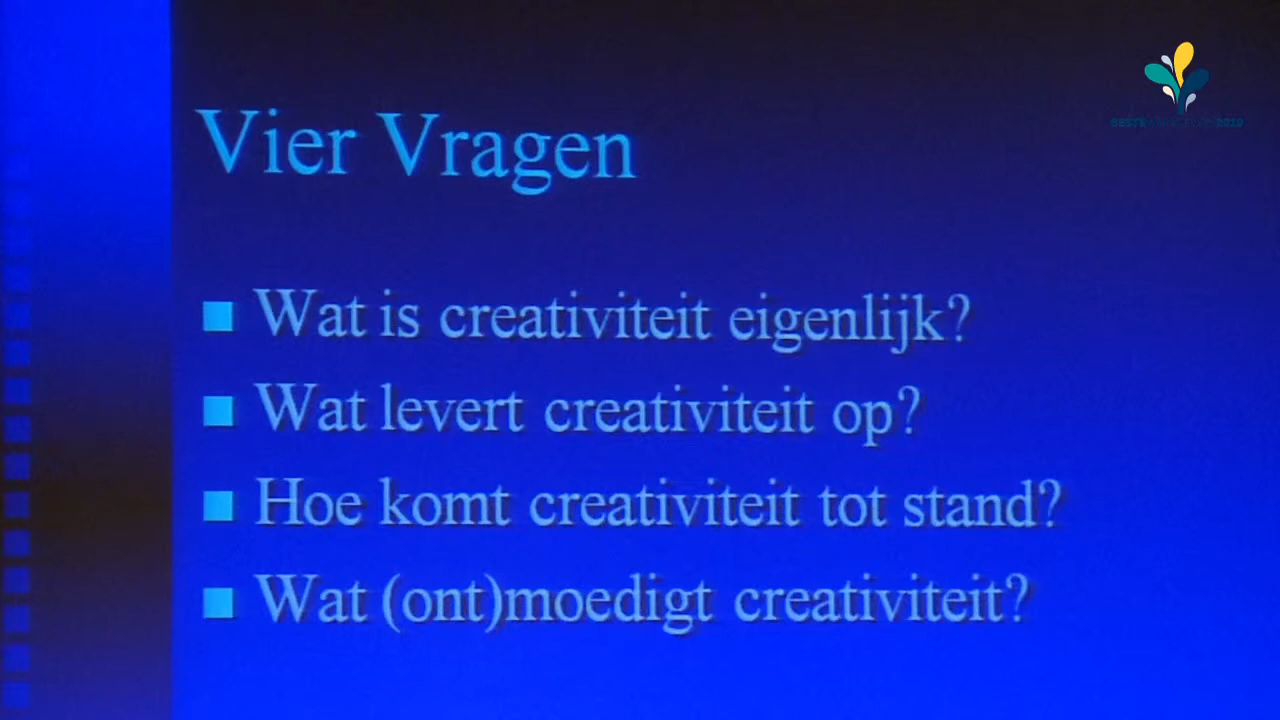 Vier Vragen
Wat is creativiteit eigenlijk?
Wat levert creativiteit op?
Hoe komt creativiteit tot stand?
Wat (ont)moedigt creativiteit?
2019